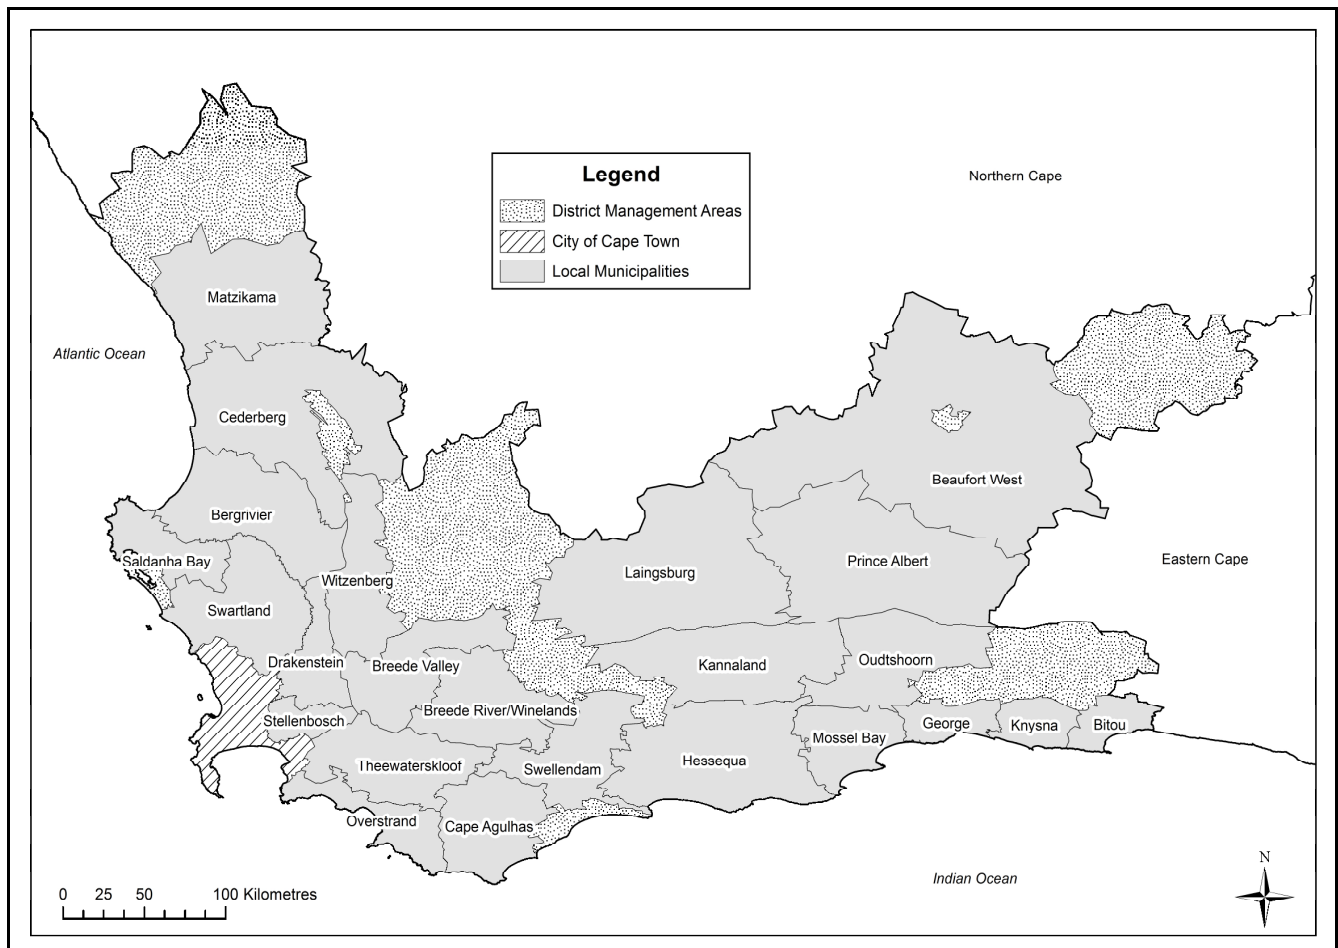 Legend
District Management Areas
City of Cape Town
Local Municipalities
Northern Cape
Matzikama
Atlantic Ocean
Cederberg
Beaufort West
Bergrivier
Saldanha Bay
Witzenberg
Laingsburg
Prince Albert
Eastern Cape
Swartland
Drakenstein
Breede Valley
Kannaland
Oudtshoorn
Stellenbosch
Breede River/Winelands
Mossel Bay
George
Knysna
Bitou
Theewaterskloof
Swellendam
Hessequa
Overstrand
Cape Agulhas
Indian Ocean
N
0 25 50 100 Kilometres